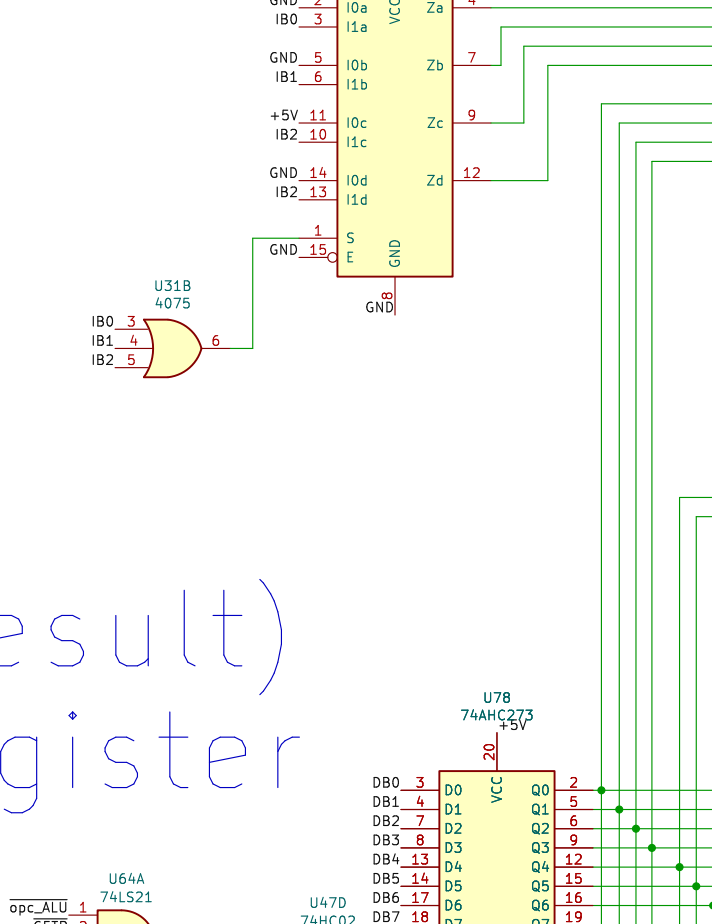 GND 2 I0a Za 4
IB0 3 I1a VCC
GND 5 I0b Zb 7
IB1 6 I1b
+5V 11 I0c Zc 9
IB2 10 I1c
GND 14 I0d Zd 12
IB2 13 I1d
1 S
GND 15 E GND
8
GND
U31B
4075
IB0 3
IB1 4 6
IB2 5
esult)
gister
U78
74AHC273
+5V
20
VCC
DB0 3 D0 Q0 2
DB1 4 D1 Q1 5
DB2 7 D2 Q2 6
DB3 8 D3 Q3 9
DB4 13 D4 Q4 12
DB5 14 D5 Q5 15
DB6 17 D6 Q6 16
DB7 18 D7 Q7 19
U64A
74LS21
opc_ALU 1
U47D
74HC02